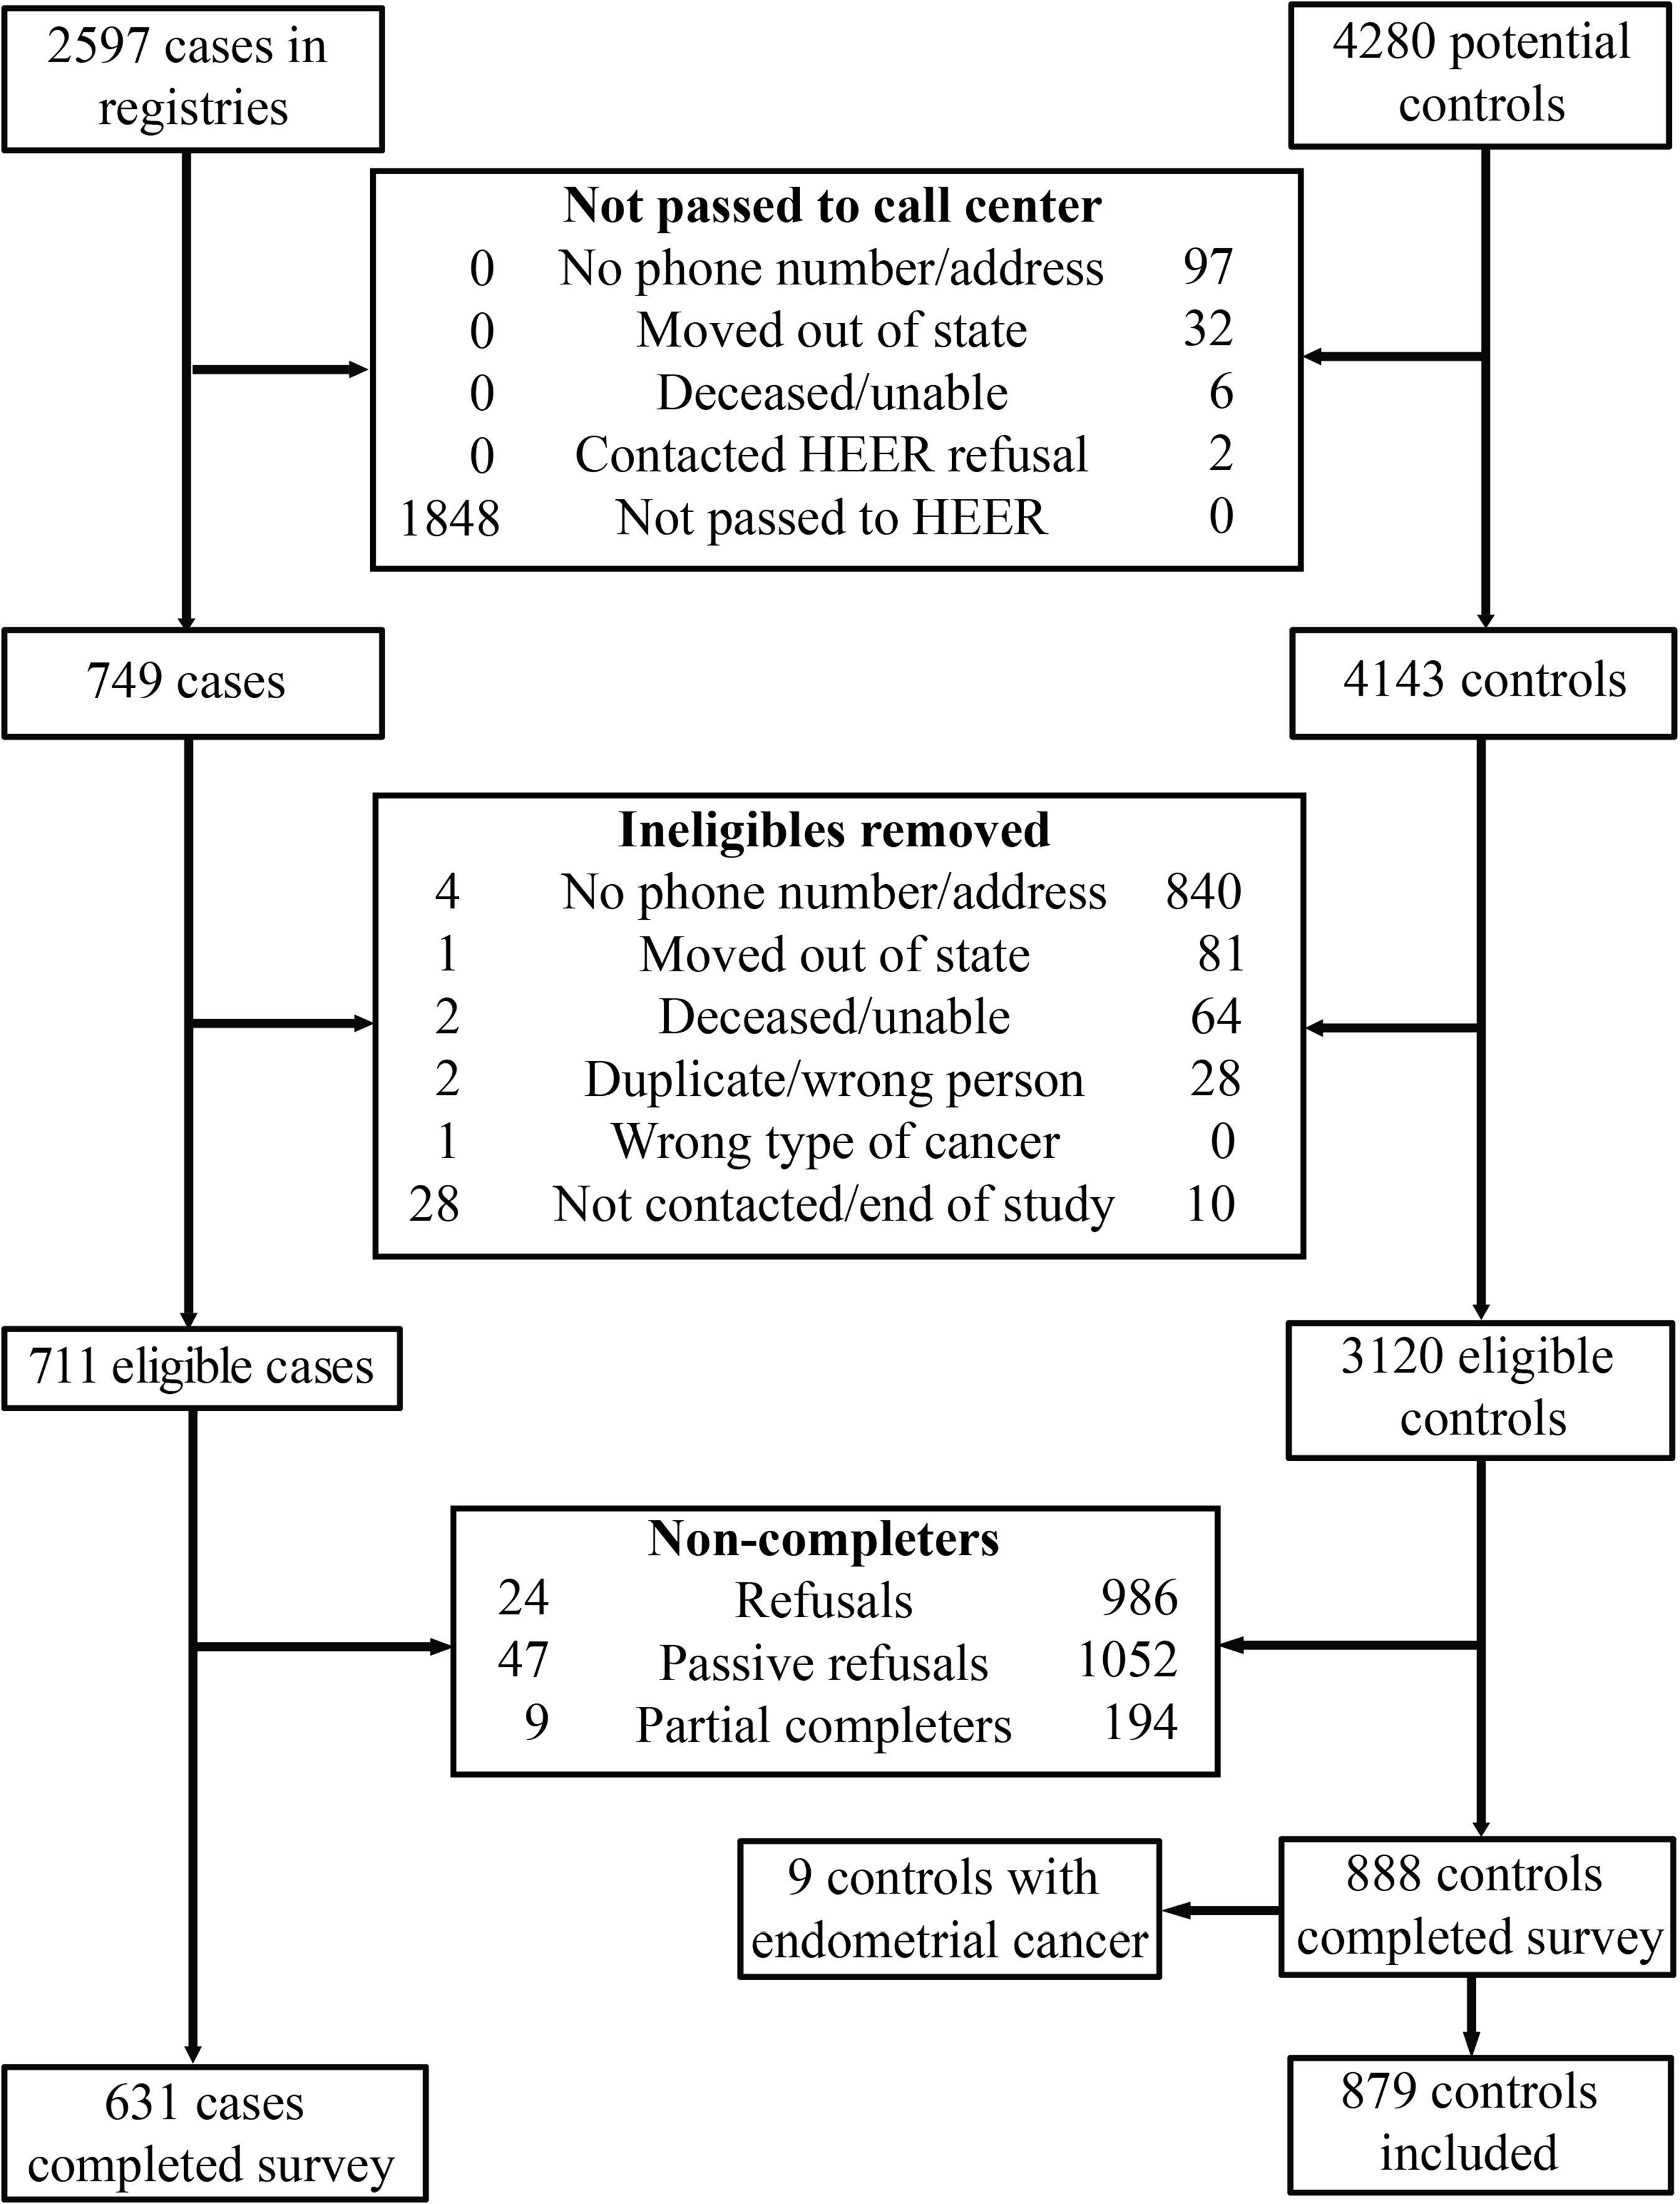 2597 cases in
registries
4280 potential
controls
Not passed to call center
0 No phone number/address 97
0 Moved out of state 32
0 Deceased/unable 6
0 Contacted HEER refusal 2
1848 Not passed to HEER 0
749 cases
4143 controls
Ineligibles removed
4 No phone number/address 840
1 Moved out of state 81
2 Deceased/unable 64
2 Duplicate/wrong person 28
1 Wrong type of cancer 0
28 Not contacted/end of study 10
711 eligible cases
3120 eligible
controls
Non-completers
24 Refusals 986
47 Passive refusals 1052
9 Partial completers 194
9 controls with
endometrial cancer
888 controls
completed survey
631 cases
completed survey
879 controls
included